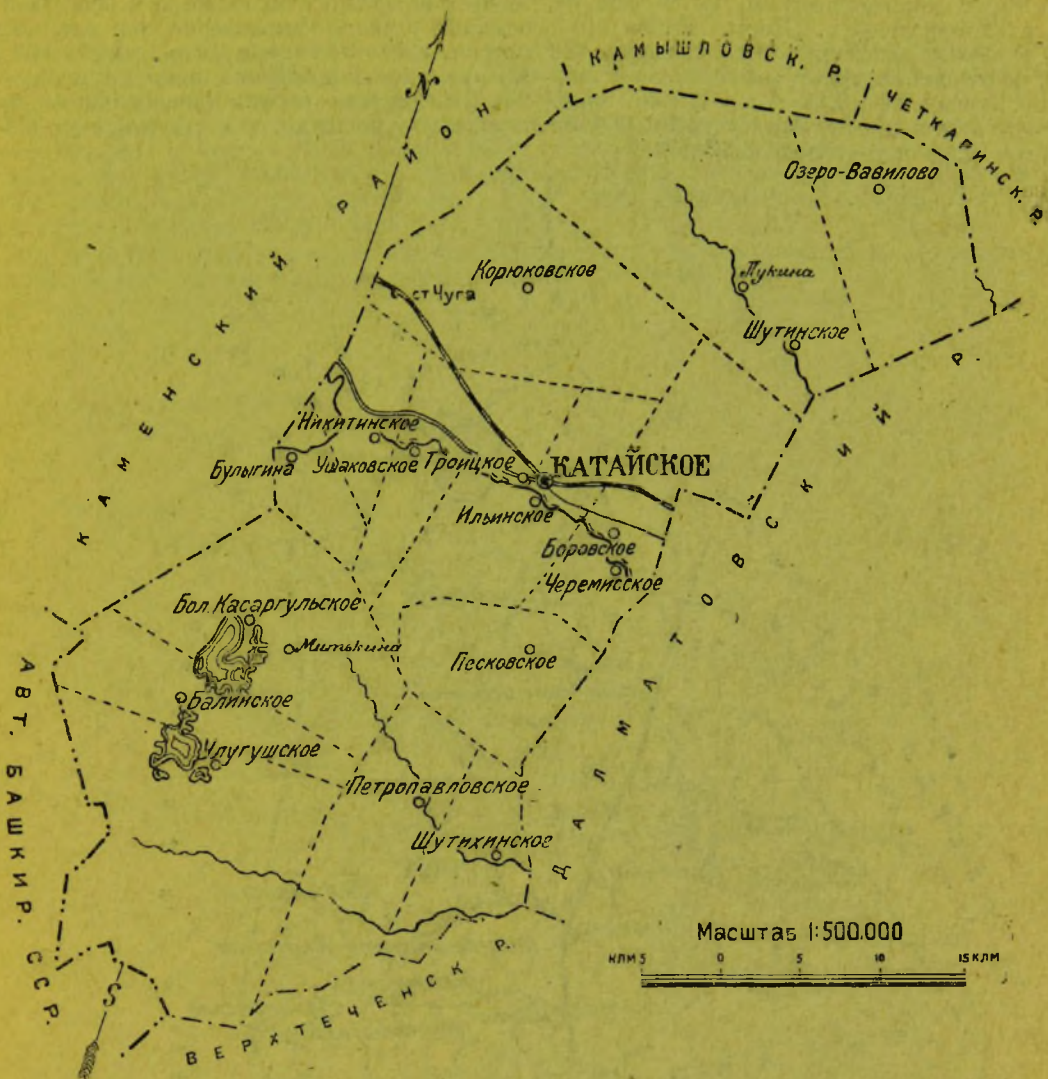 КАМЫШЛОВСК. Р.
ЧЕТКАРИНСК. Р.
N
КАМЕНСКИЙ РАЙОН
Озеро-Вавилово
Корюковское
Лукина
ст Чуга
Шутинское
Никитинское
Булыгина
Ушаковское
Троицкое
КАТАЙСКОЕ
Ильинское
Боровское
Черемисское
ДАЛМАТОВСКИЙ Р.
Бол. Касаргульское
Митькина
Песковское
Балинское
Улугушское
АВТ. БАШКИР. ССР.
Петропавловское
Шутихинское
Масштаб 1:500.000
КЛМ 5 0 5 10 15 КЛМ
S
ВЕРХТЕЧЕНСК Р.